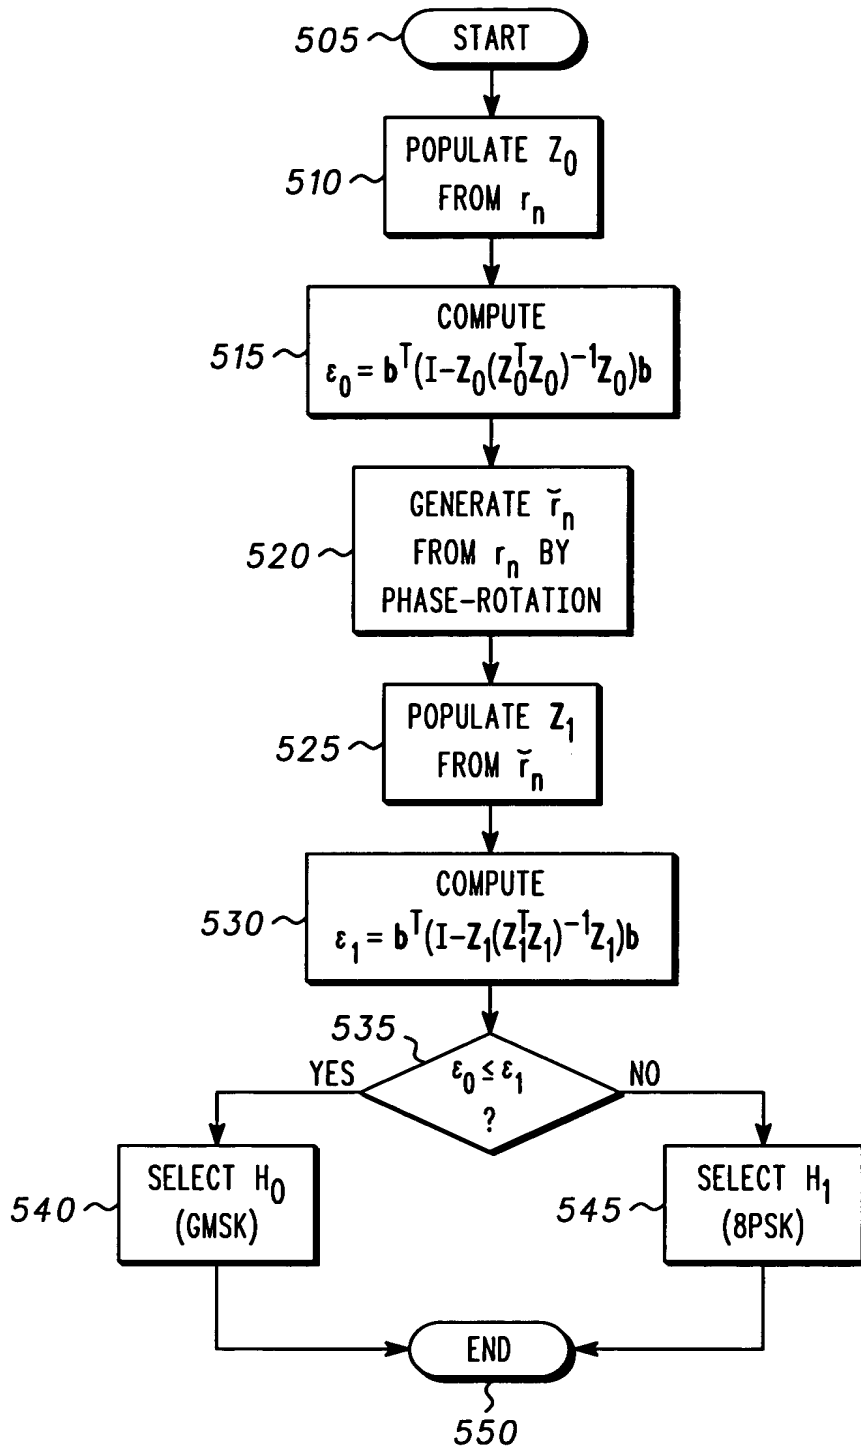 505
START
510
POPULATE Z₀
FROM rₙ
515
COMPUTE
ε₀ = bᵀ(I-Z₀(Z₀ᵀZ₀)⁻¹Z₀)b
520
GENERATE r̆ₙ
FROM rₙ BY
PHASE-ROTATION
525
POPULATE Z₁
FROM r̆ₙ
530
COMPUTE
ε₁ = bᵀ(I-Z₁(Z₁ᵀZ₁)⁻¹Z₁)b
535
YES
ε₀ ≤ ε₁
?
NO
540
SELECT H₀
(GMSK)
545
SELECT H₁
(8PSK)
END
550